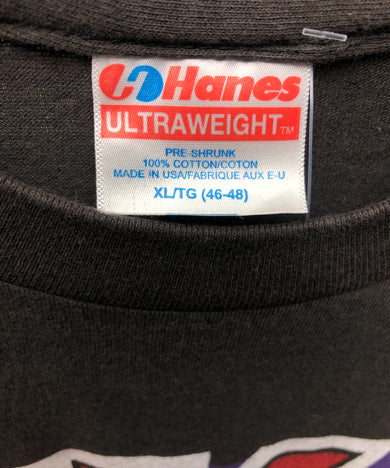 Hanes
ULTRAWEIGHT™
PRE-SHRUNK
100% COTTON/COTON
MADE IN USA/FABRIQUE AUX E-U
XL/TG (46-48)